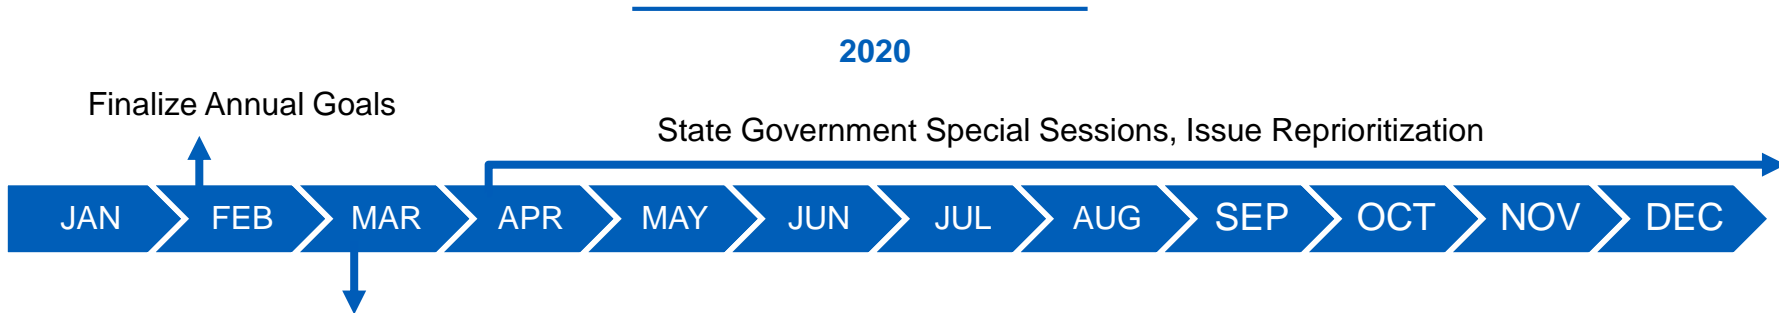 2020
Finalize Annual Goals
State Government Special Sessions, Issue Reprioritization
JAN FEB MAR APR MAY JUN JUL AUG SEP OCT NOV DEC